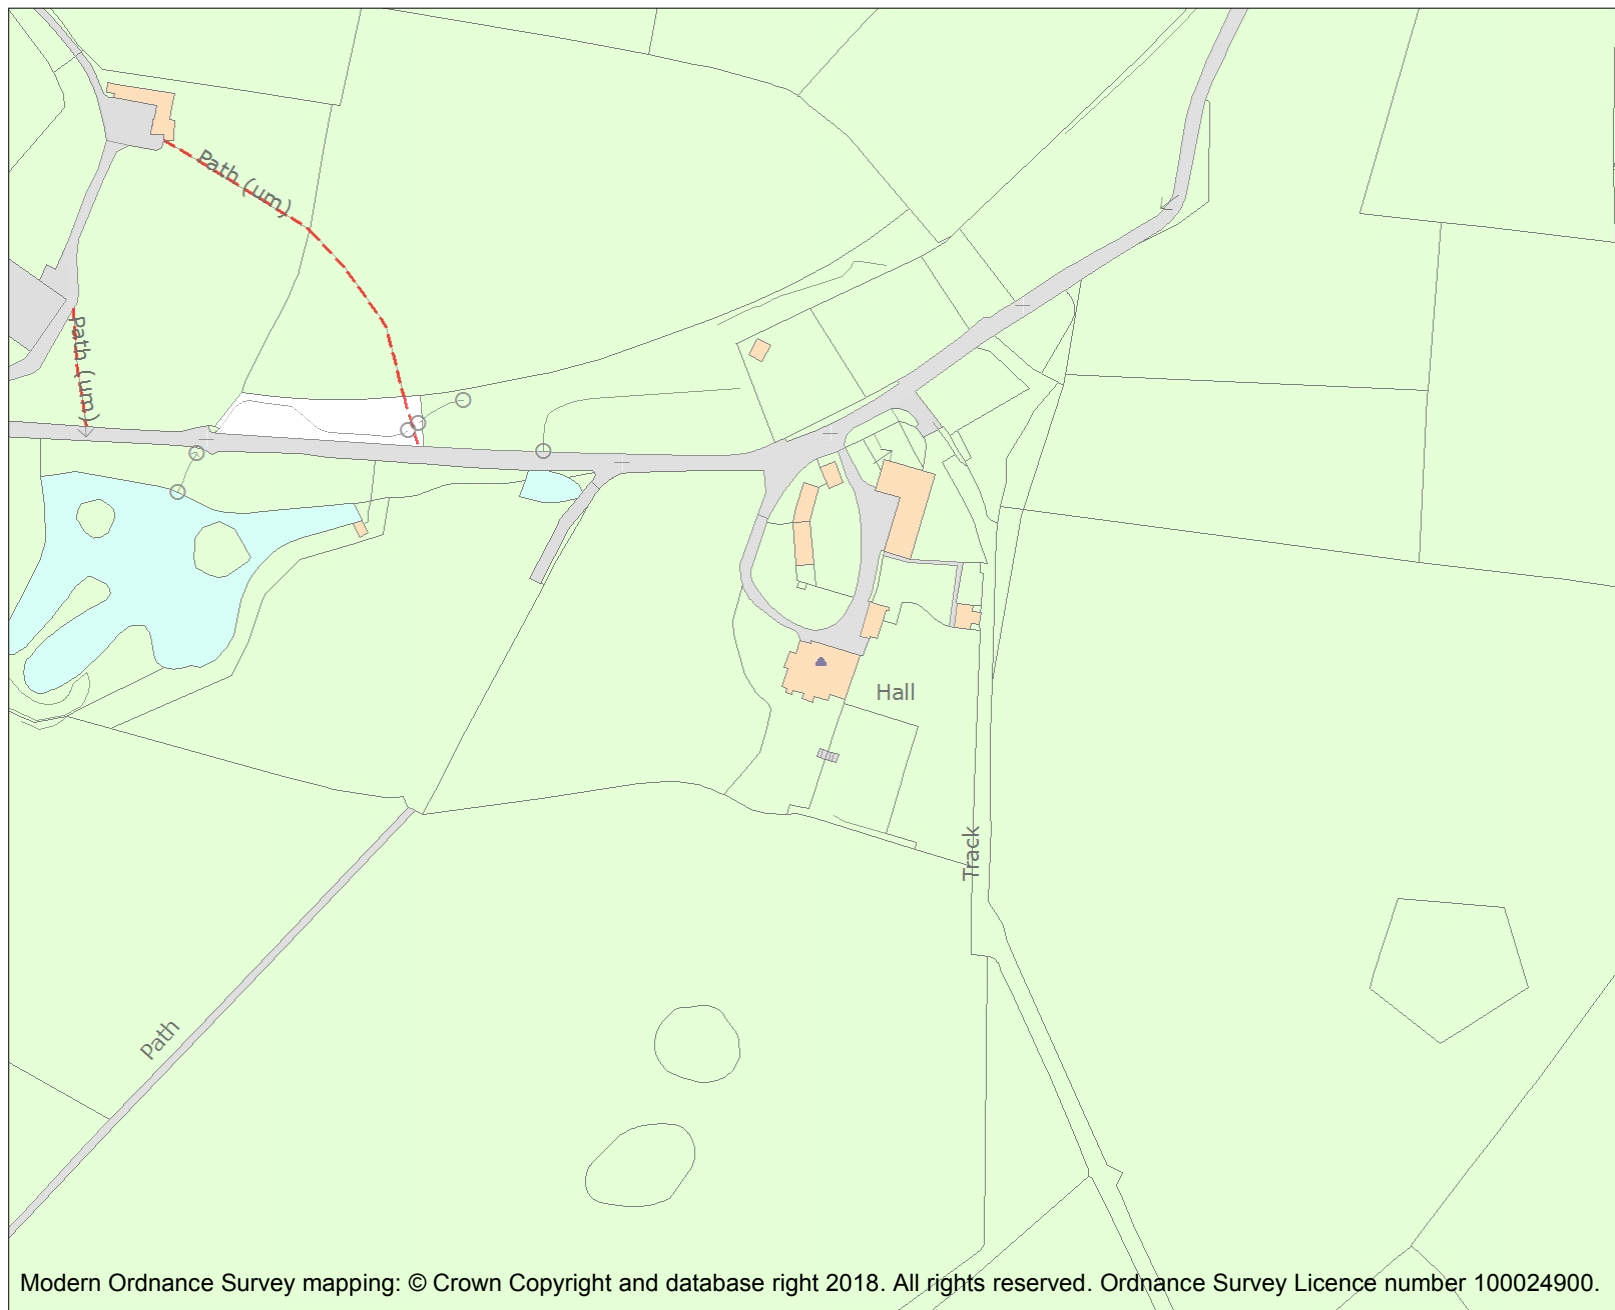 Path (um)
Path (um)
Hall
Track
Path
Modern Ordnance Survey mapping: © Crown Copyright and database right 2018. All rights reserved. Ordnance Survey Licence number 100024900.